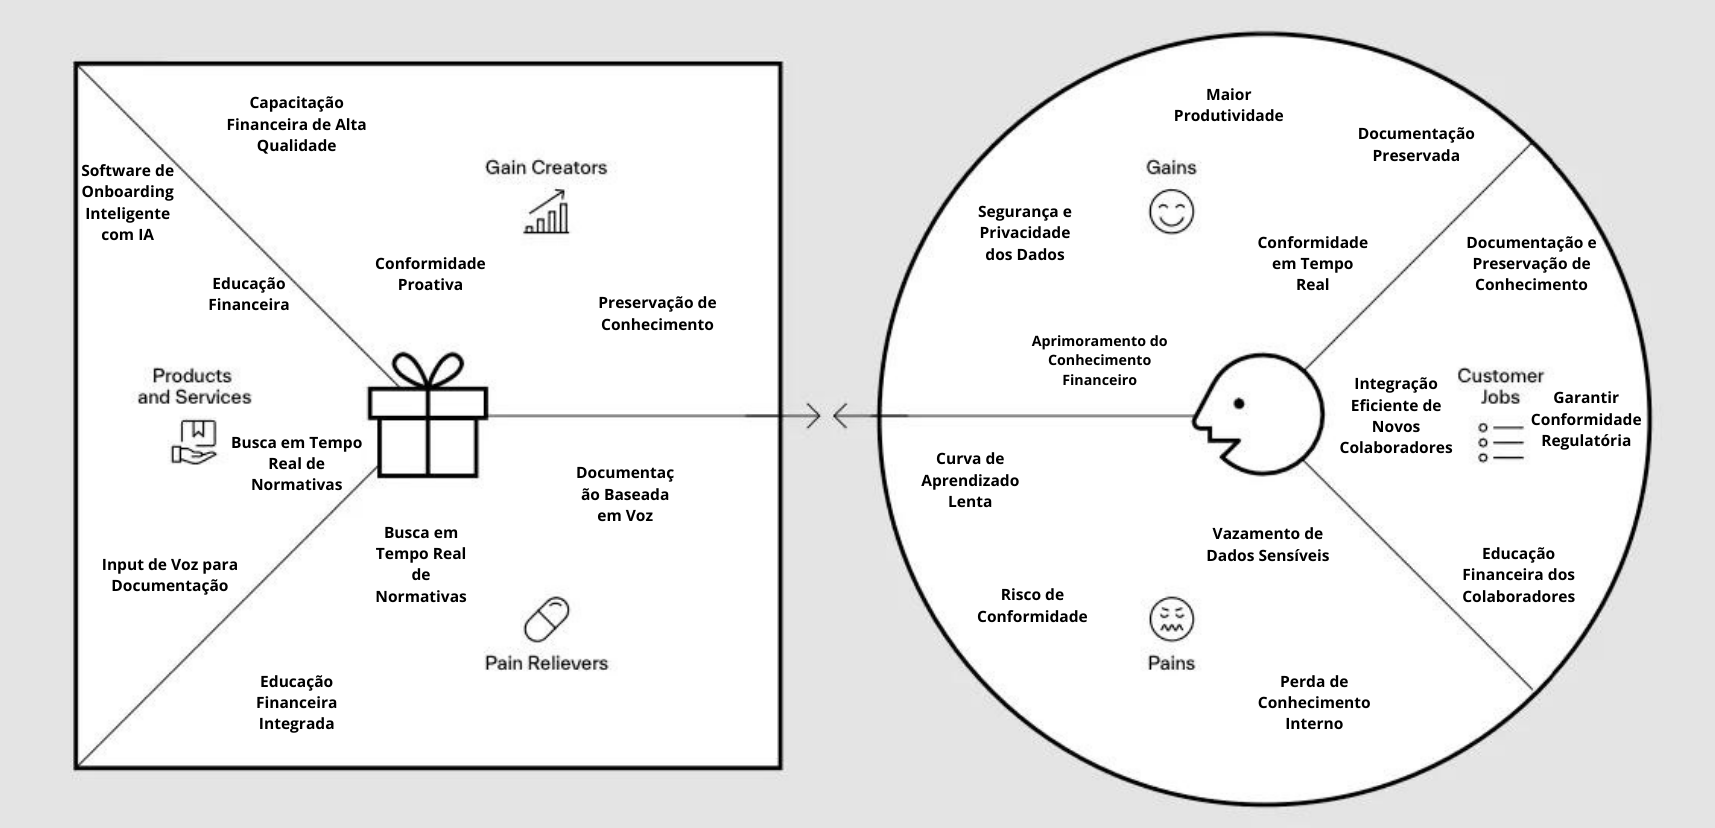 Capacitação
Financeira de Alta
Qualidade
Software de
Onboarding
Inteligente
com IA
Gain Creators
Educação
Financeira
Conformidade
Proativa
Preservação de
Conhecimento
Products
and Services
Busca em Tempo
Real de
Normativas
Input de Voz para
Documentação
Documentaç
ão Baseada
em Voz
Busca em
Tempo Real
de
Normativas
Pain Relievers
Educação
Financeira
Integrada
Maior
Produtividade
Documentação
Preservada
Gains
Segurança e
Privacidade
dos Dados
Conformidade
em Tempo
Real
Aprimoramento do
Conhecimento
Financeiro
Documentação e
Preservação de
Conhecimento
Integração
Eficiente de
Novos
Colaboradores
Customer
Jobs
Garantir
Conformidade
Regulatória
Educação
Financeira dos
Colaboradores
Curva de
Aprendizado
Lenta
Vazamento de
Dados Sensíveis
Risco de
Conformidade
Pains
Perda de
Conhecimento
Interno